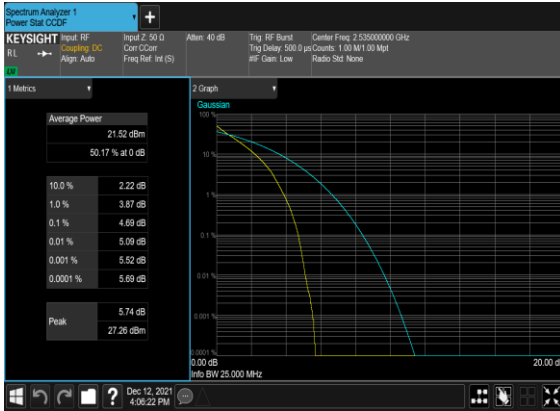 Spectrum Analyzer 1
Power Stat CCDF
KEYSIGHT Input: RF Input Z: 50 Ω Atten: 40 dB Trig: RF Burst Center Freq: 2.535000000 GHz
RL Coupling: DC Corr CCorr Trig Delay: 500.0 µs Counts: 1.00 M/1.00 Mpt
Align: Auto Freq Ref: Int (S) #IF Gain: Low Radio Std: None
1 Metrics
Average Power
21.52 dBm
50.17 % at 0 dB
10.0 % 2.22 dB
1.0 % 3.87 dB
0.1 % 4.69 dB
0.01 % 5.09 dB
0.001 % 5.52 dB
0.0001 % 5.69 dB
Peak 5.74 dB
27.26 dBm
2 Graph
Gaussian
100 %
10 %
1 %
0.1 %
0.01 %
0.001 %
0.0001 %
0.00 dB 20.00 d
Info BW 25.000 MHz
? Dec 12, 2021
4:06:22 PM